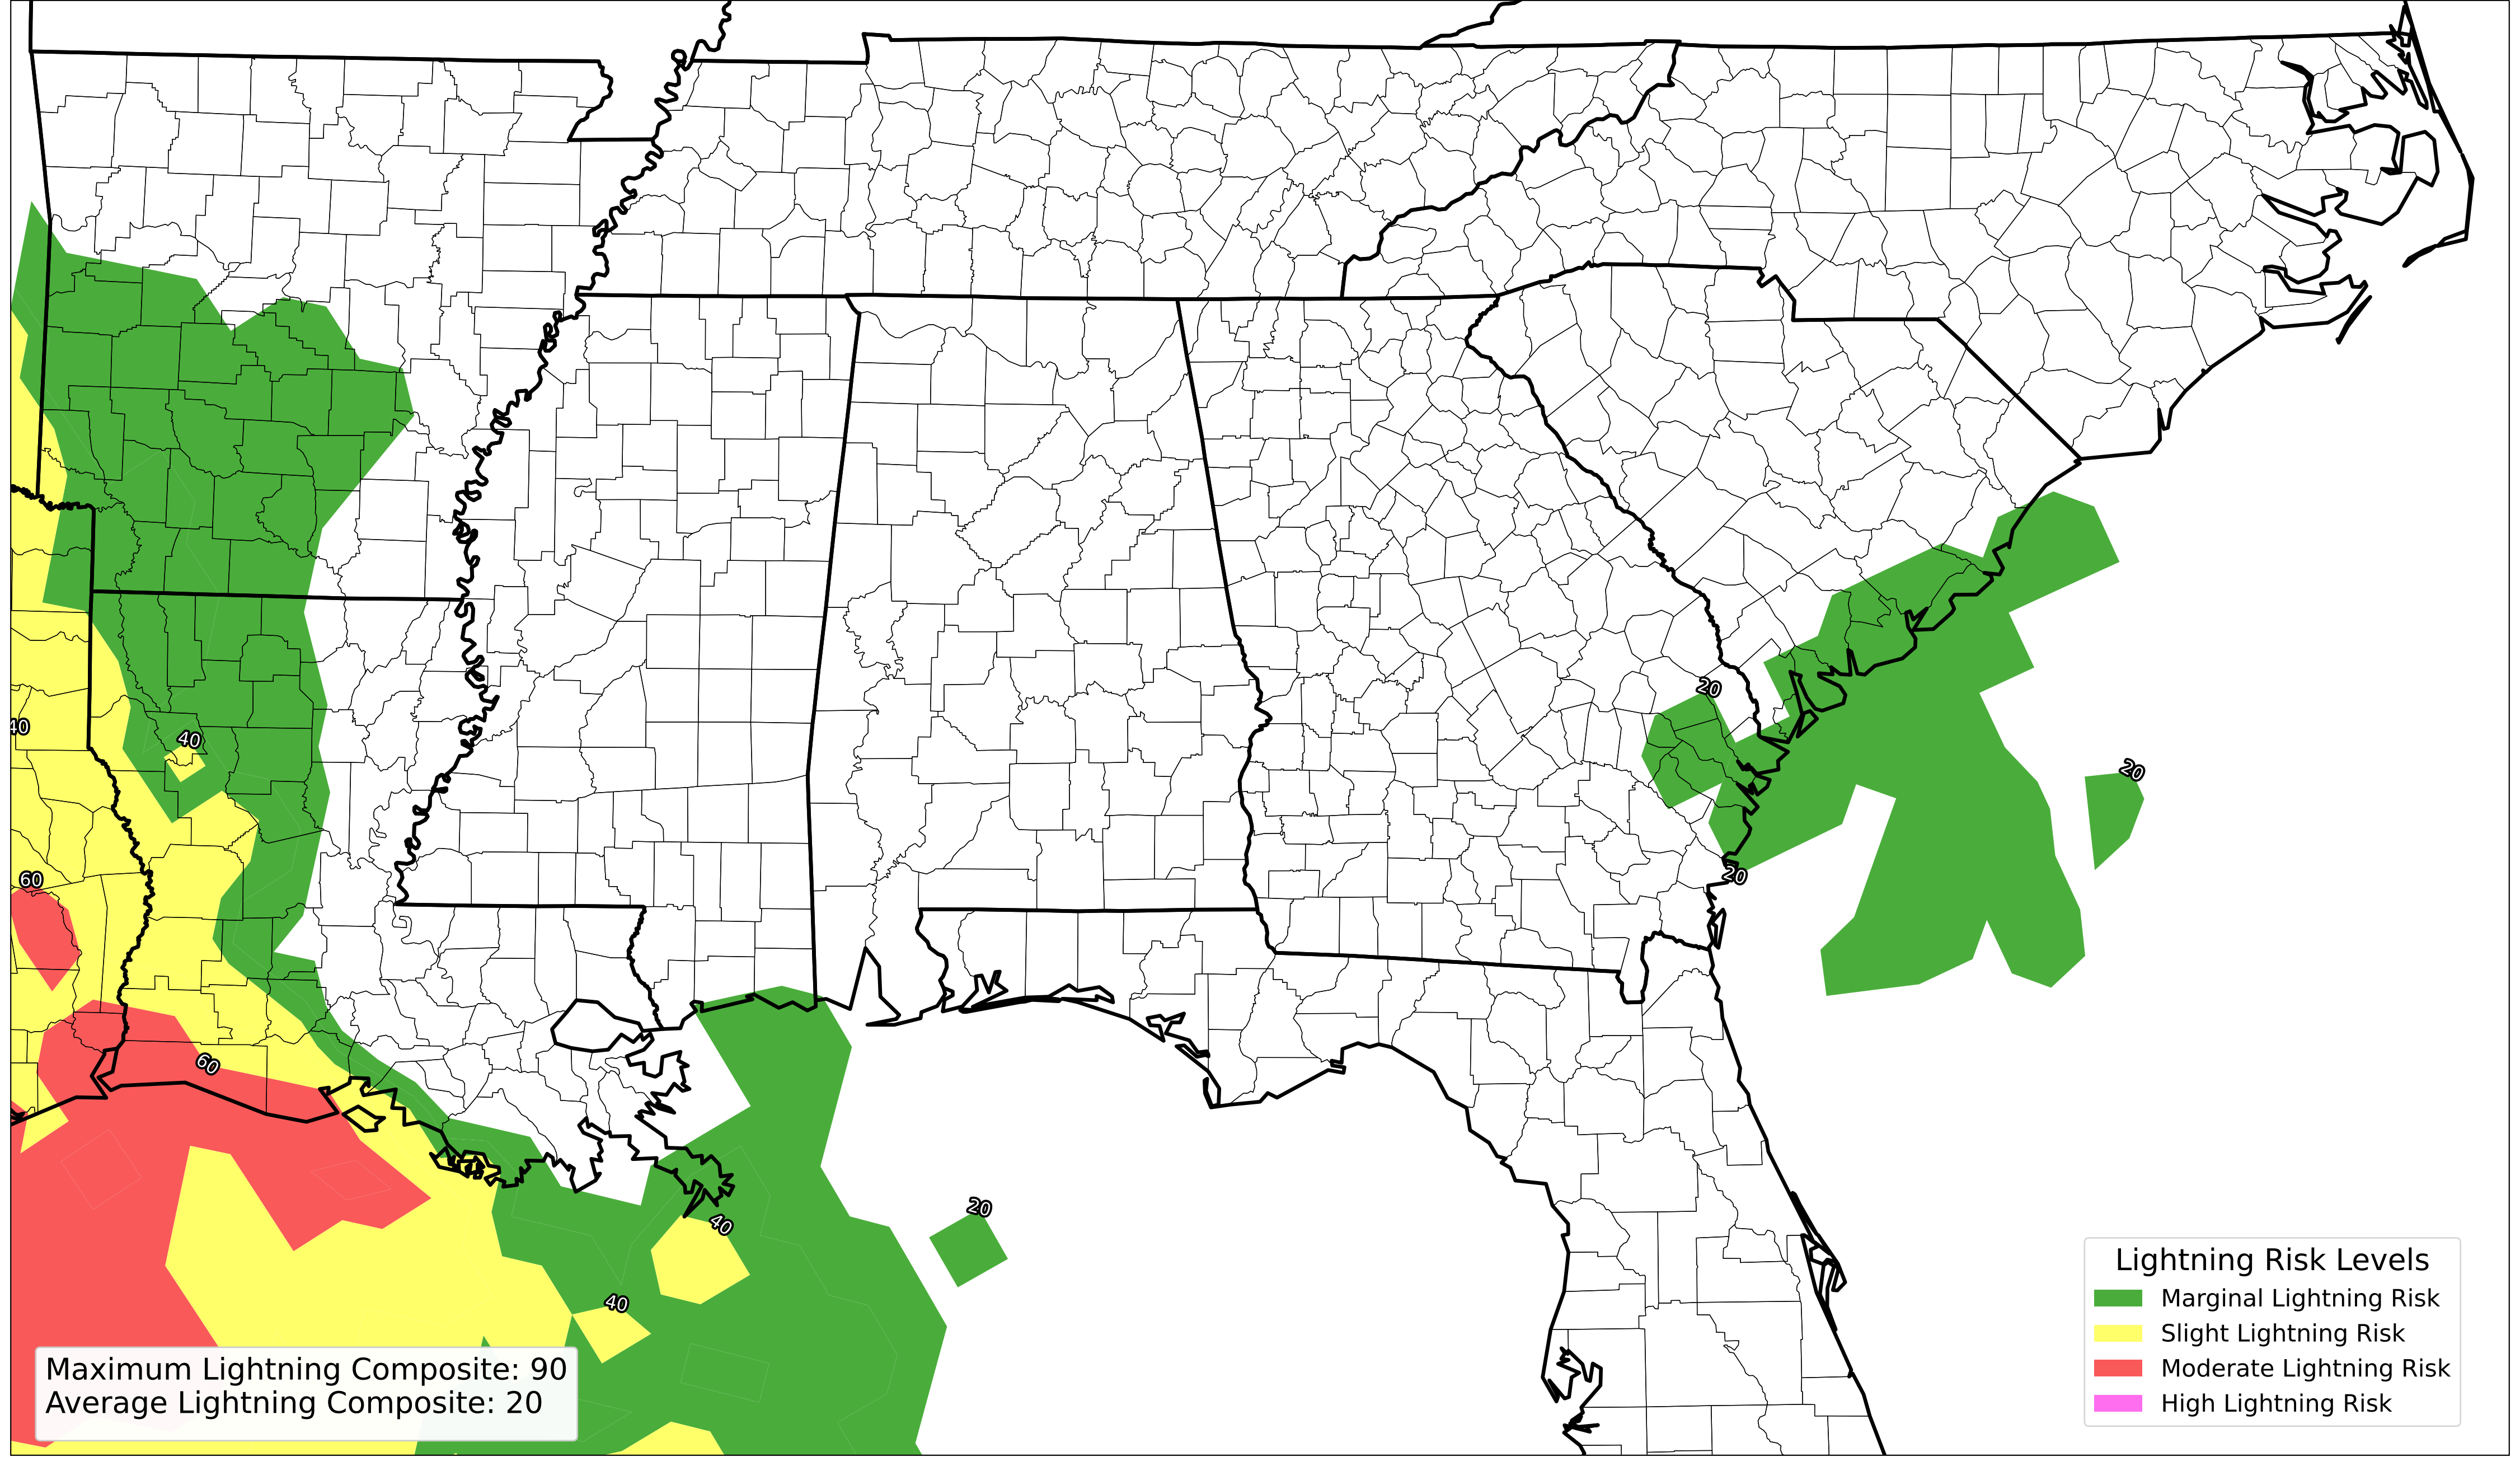 20
40
40
20
60
20
60
20
40
40
Lightning Risk Levels
Marginal Lightning Risk
Slight Lightning Risk
Moderate Lightning Risk
High Lightning Risk
Maximum Lightning Composite: 90
Average Lightning Composite: 20